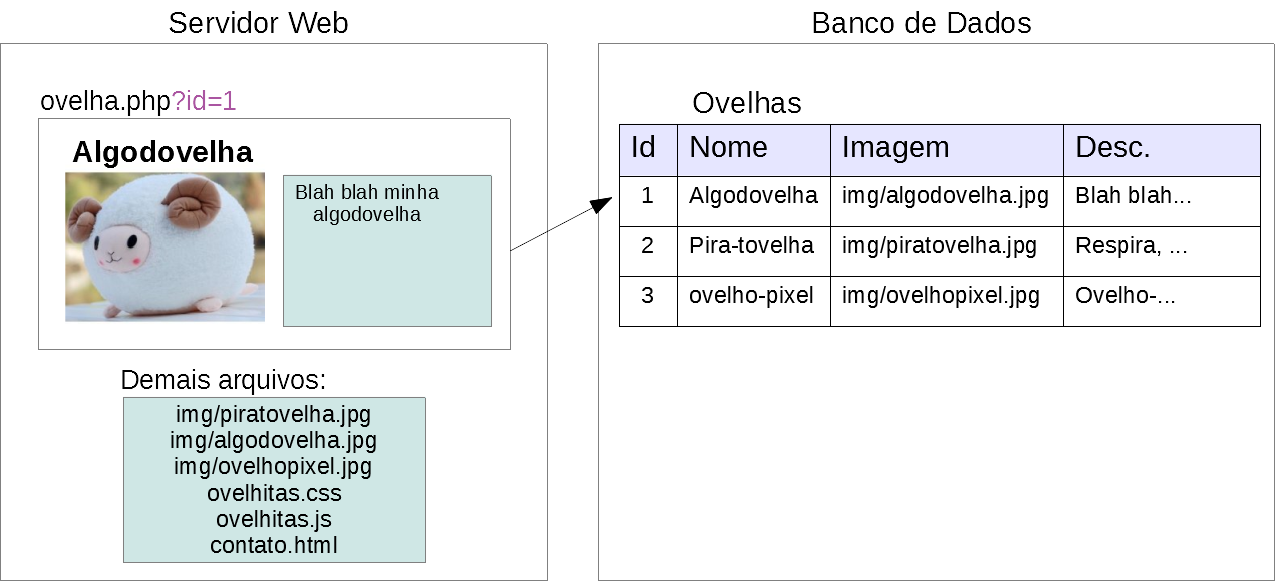 Servidor Web
ovelha.php?id=1
Algodovelha
Blah blah minha
algodovelha
Demais arquivos:
img/piratovelha.jpg
img/algodovelha.jpg
img/ovelhopixel.jpg
ovelhitas.css
ovelhitas.js
contato.html
Banco de Dados
Ovelhas
Id Nome Imagem Desc.
1 Algodovelha img/algodovelha.jpg Blah blah...
2 Pira-tovelha img/piratovelha.jpg Respira, ...
3 ovelho-pixel img/ovelhopixel.jpg Ovelho-...